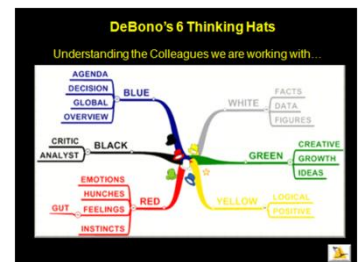 DeBono's 6 Thinking Hats
Understanding the Colleagues we are working with...
AGENDA
DECISION
GLOBAL
OVERVIEW
BLUE
CRITIC
ANALYST
BLACK
EMOTIONS
HUNCHES
GUT
FEELINGS
INSTINCTS
RED
WHITE
FACTS
DATA
FIGURES
GREEN
CREATIVE
GROWTH
IDEAS
YELLOW
LOGICAL
POSITIVE